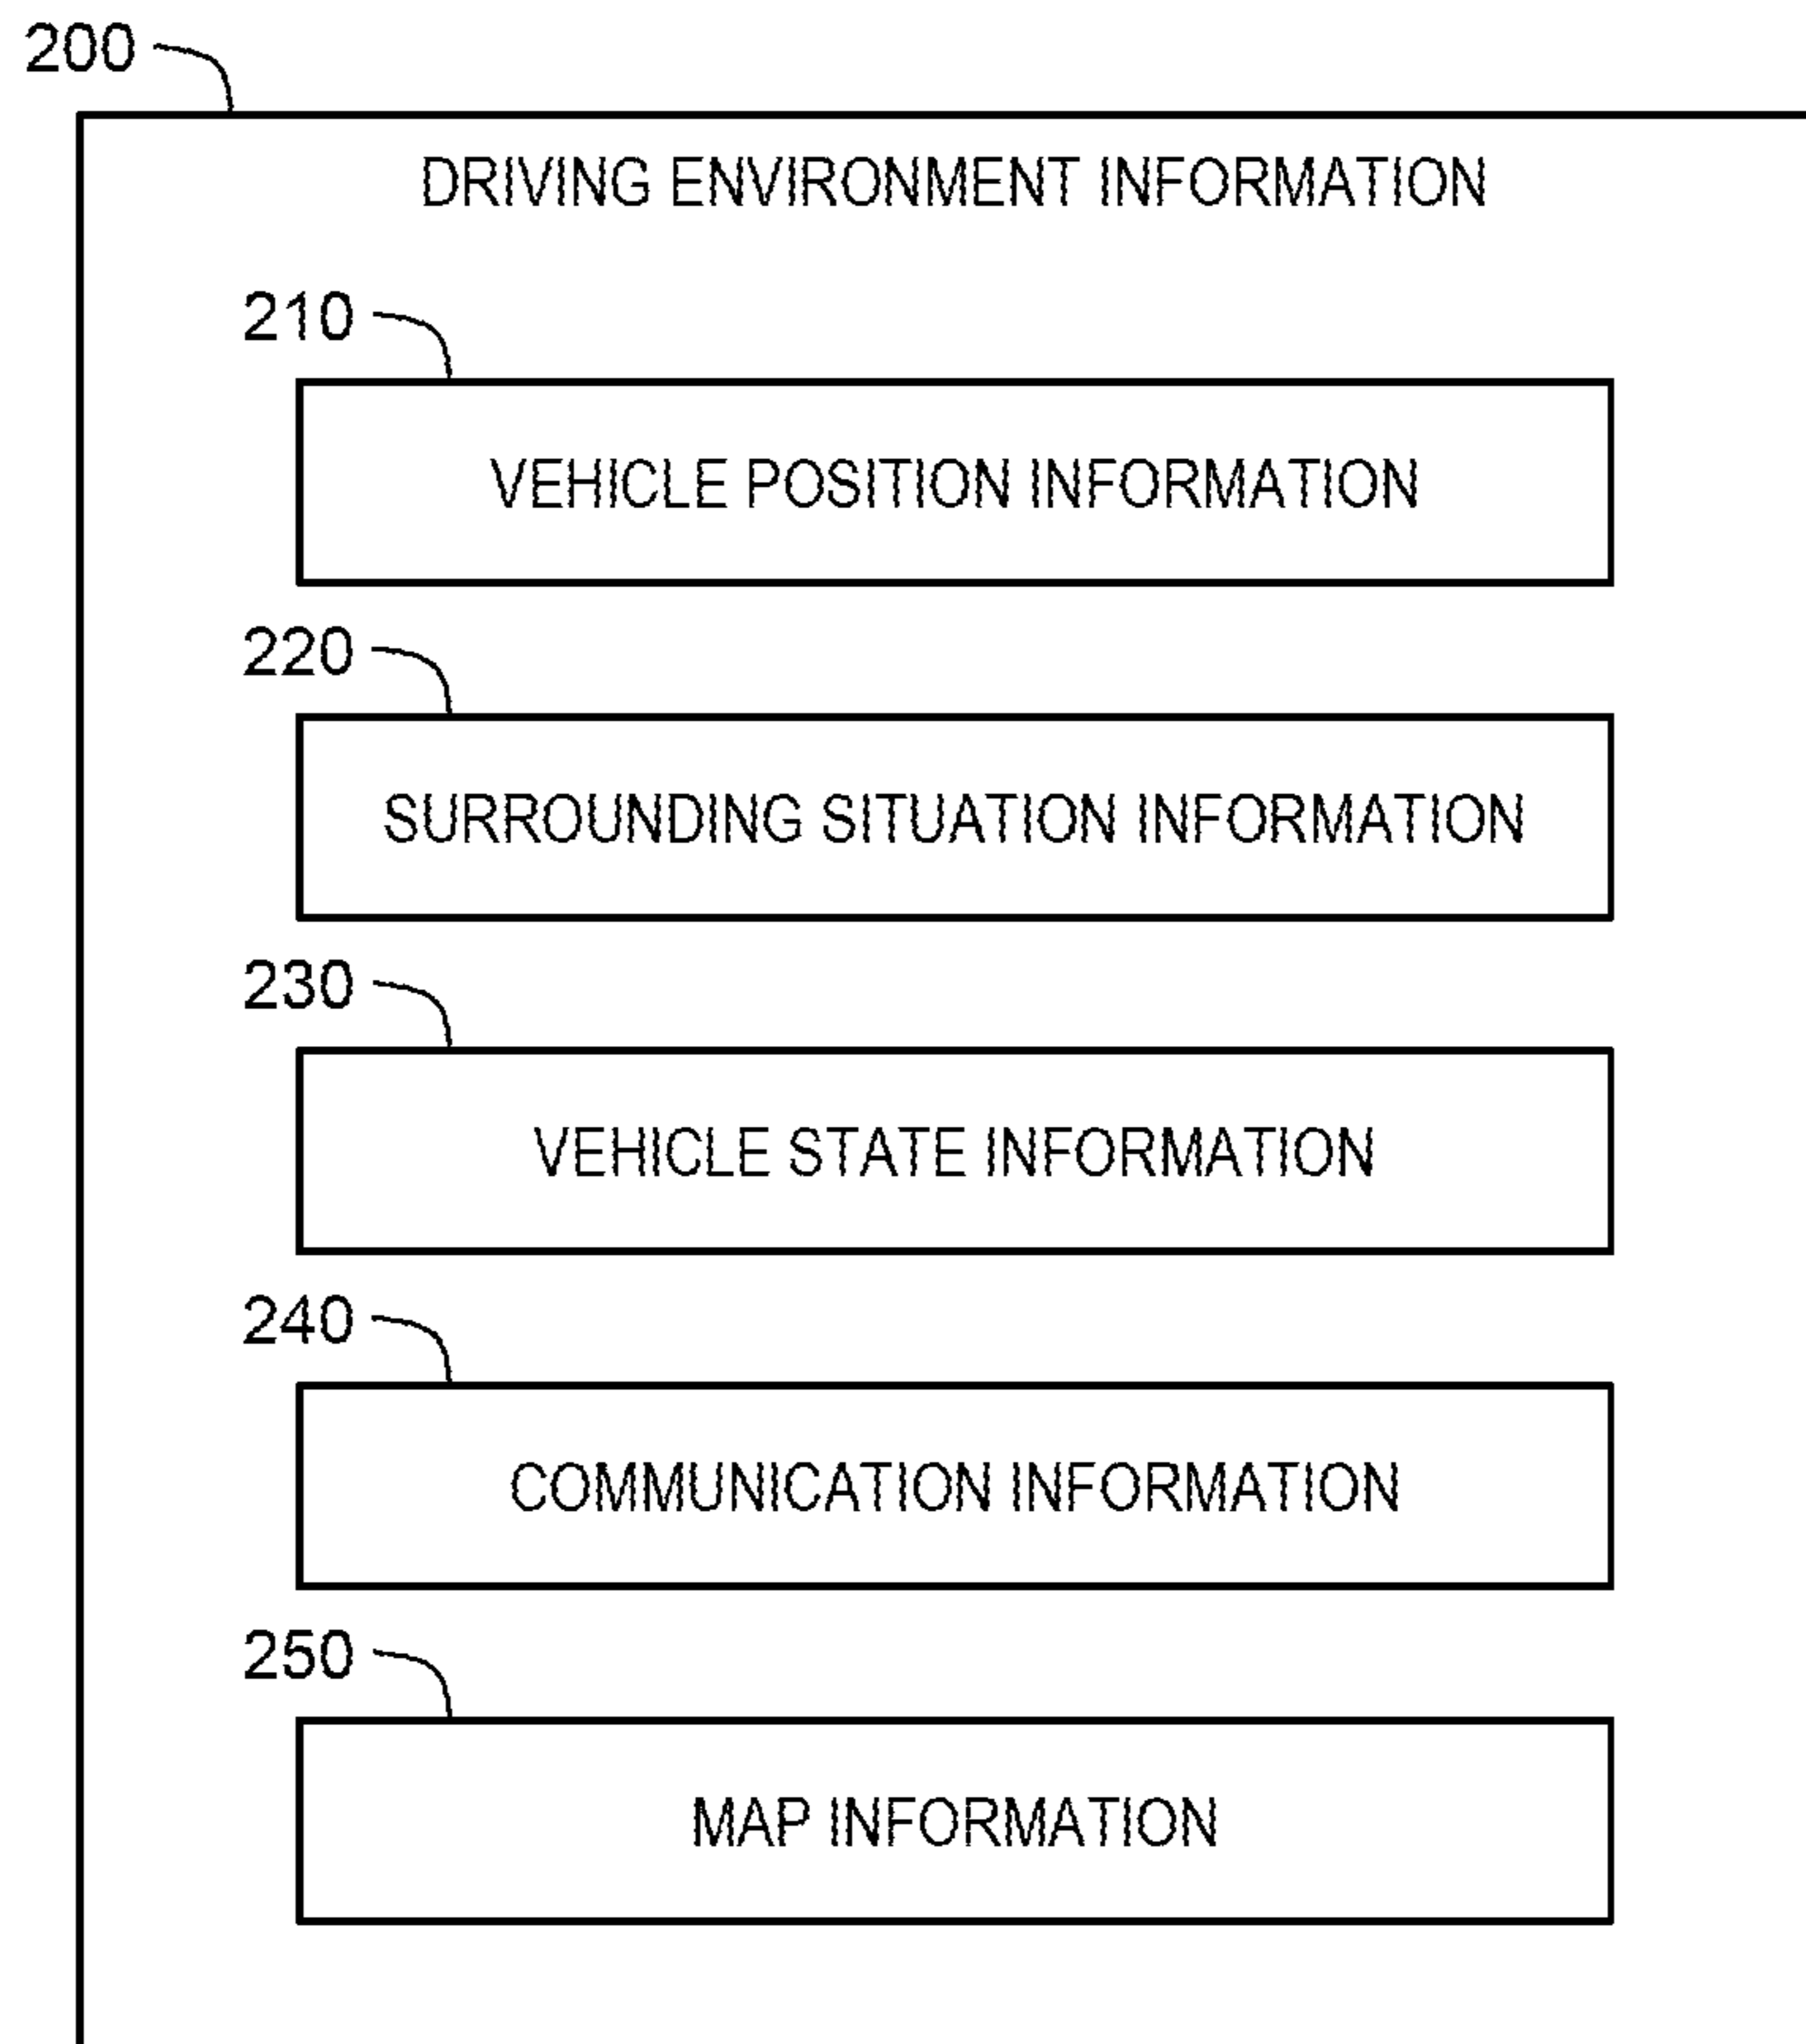 200
DRIVING ENVIRONMENT INFORMATION
210
VEHICLE POSITION INFORMATION
220
SURROUNDING SITUATION INFORMATION
230
VEHICLE STATE INFORMATION
240
COMMUNICATION INFORMATION
250
MAP INFORMATION